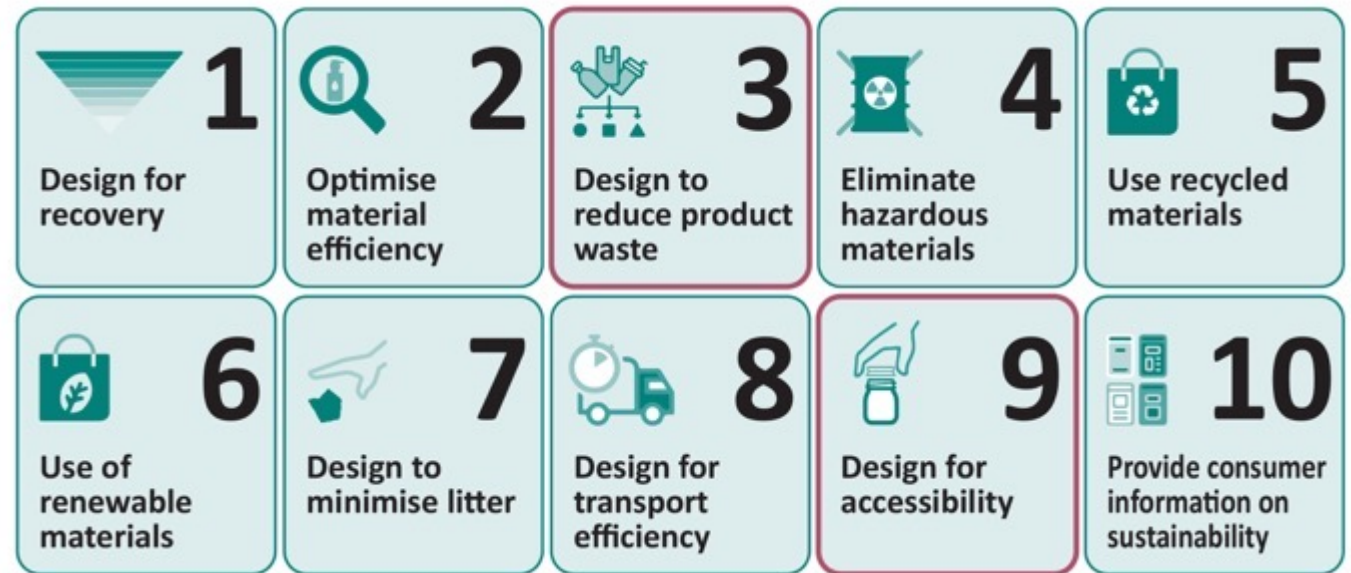 1
Design for
recovery
2
Optimise
material
efficiency
3
Design to
reduce product
waste
4
Eliminate
hazardous
materials
5
Use recycled
materials
6
Use of
renewable
materials
7
Design to
minimise litter
8
Design for
transport
efficiency
9
Design for
accessibility
10
Provide consumer
information on
sustainability